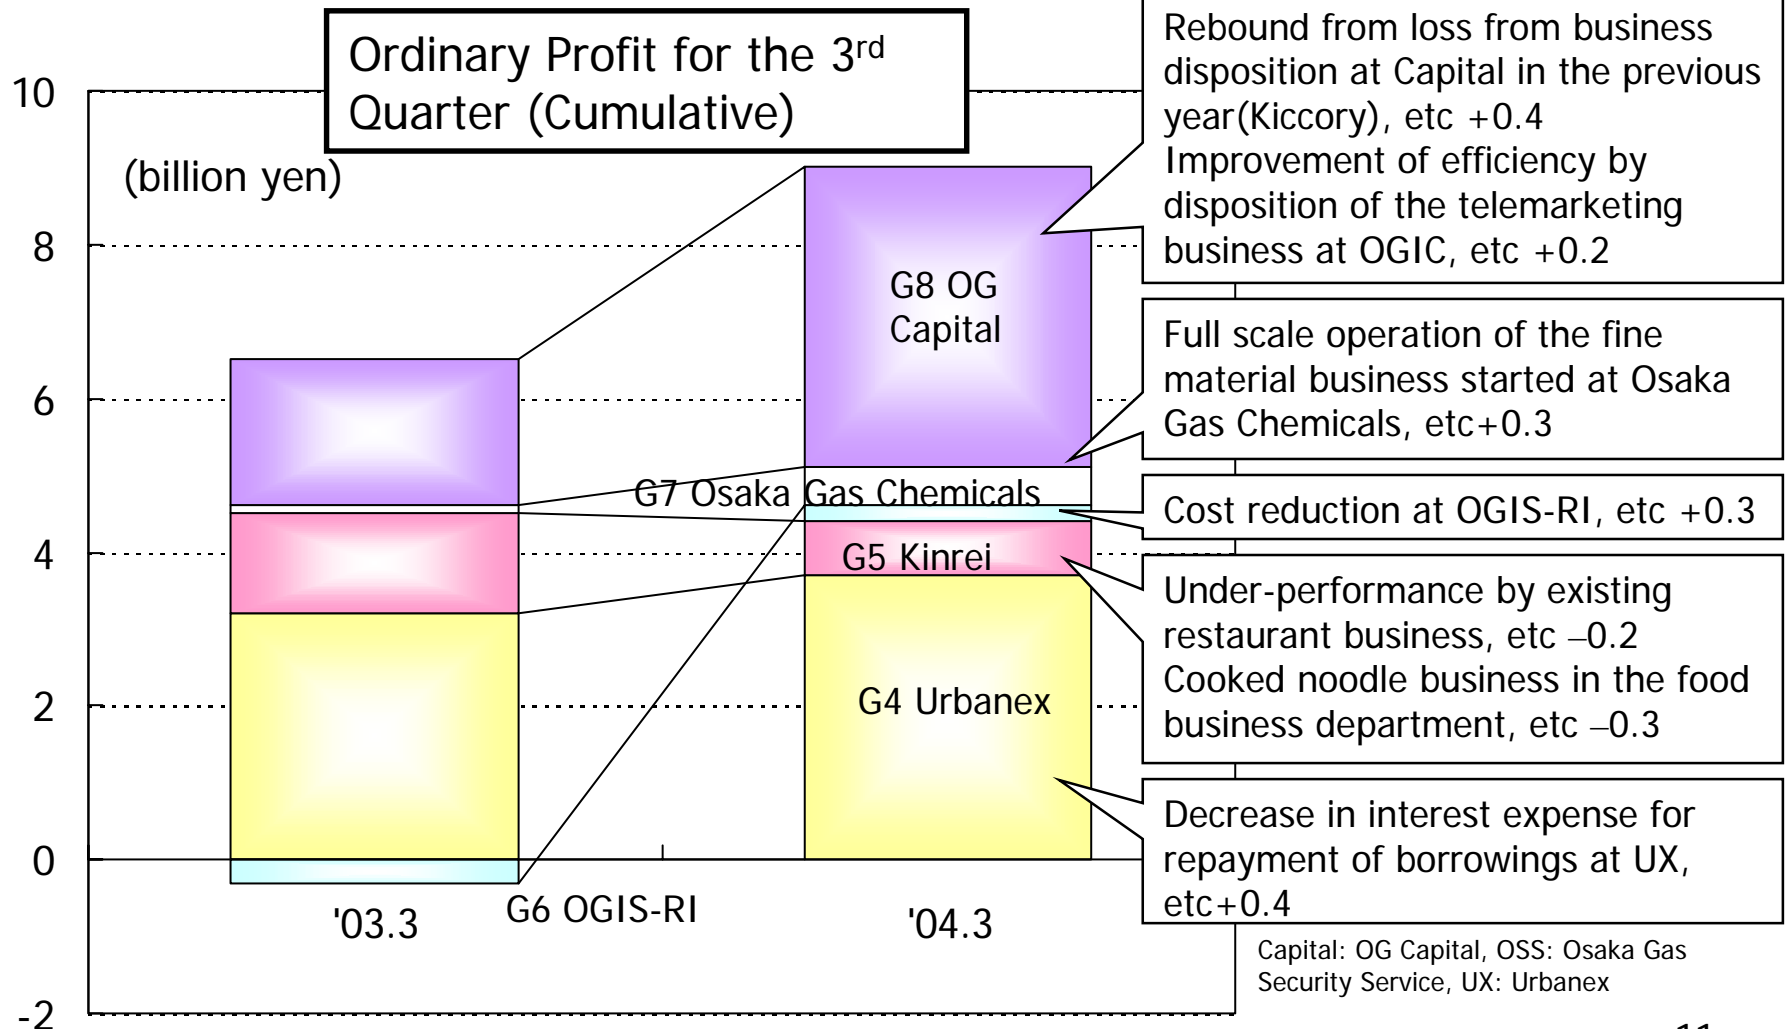 Ordinary Profit for the 3rd
Quarter (Cumulative)
(billion yen)
10
8
6
4
2
0
-2
G8 OG
Capital
G7 Osaka Gas Chemicals
G5 Kinrei
G4 Urbanex
G6 OGIS-RI
'03.3
'04.3
Rebound from loss from business
disposition at Capital in the previous
year(Kiccory), etc +0.4
Improvement of efficiency by
disposition of the telemarketing
business at OGIC, etc +0.2
Full scale operation of the fine
material business started at Osaka
Gas Chemicals, etc+0.3
Cost reduction at OGIS-RI, etc +0.3
Under-performance by existing
restaurant business, etc –0.2
Cooked noodle business in the food
business department, etc –0.3
Decrease in interest expense for
repayment of borrowings at UX,
etc+0.4
Capital: OG Capital, OSS: Osaka Gas
Security Service, UX: Urbanex